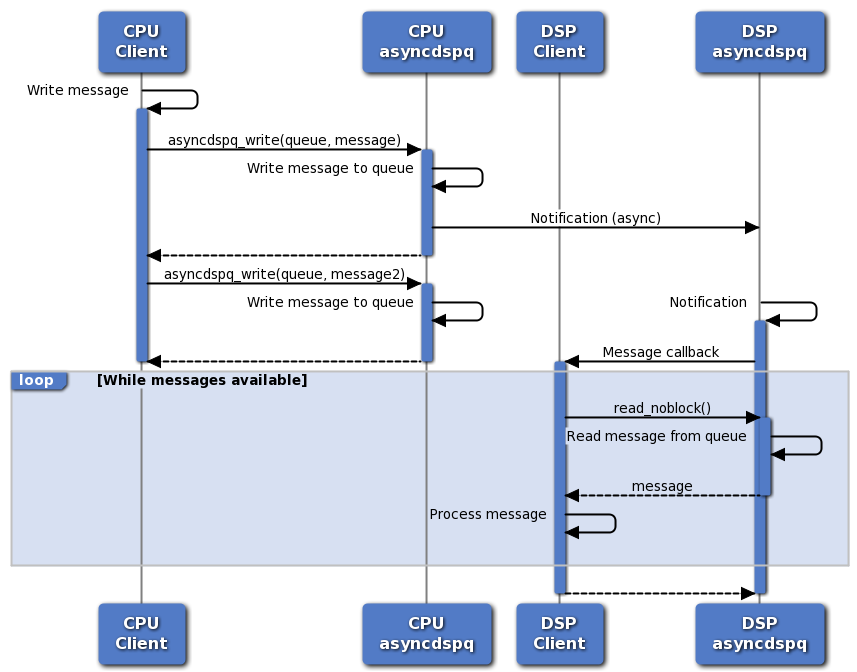 CPU
Client
CPU
asyncdspq
DSP
Client
DSP
asyncdspq
Write message
asyncdspq_write(queue, message)
Write message to queue
Notification (async)
asyncdspq_write(queue, message2)
Write message to queue
Notification
Message callback
loop
[While messages available]
read_noblock()
Read message from queue
message
Process message
CPU
Client
CPU
asyncdspq
DSP
Client
DSP
asyncdspq